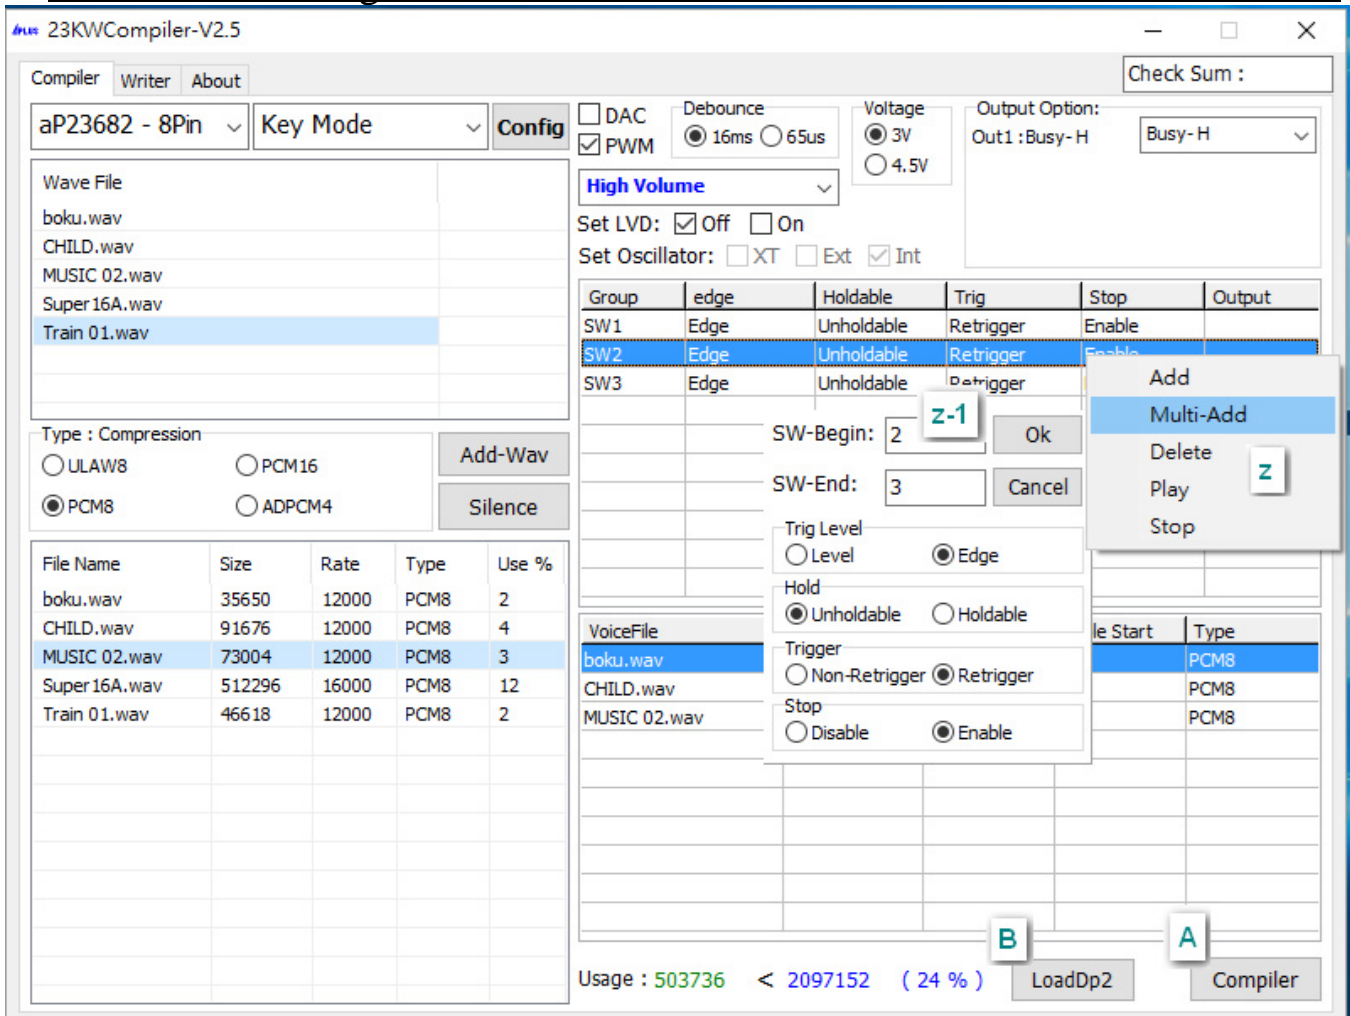 23KWCompiler-V2.5
Compiler Writer About
Check Sum :
aP23682 - 8Pin Key Mode Config
DAC
PWM
Debounce
16ms 65us
Voltage
3V
4.5V
Output Option:
Out1 :Busy-H Busy-H
High Volume
Set LVD: Off On
Set Oscillator: XT Ext Int
Wave File
boku.wav
CHILD.wav
MUSIC 02.wav
Super16A.wav
Train 01.wav
Group edge Holdable Trig Stop Output
SW1 Edge Unholdable Retrigger Enable
SW2 Edge Unholdable Retrigger Enable
SW3 Edge Unholdable Retrigger
Add
Multi-Add
Delete
Play
Stop
z
z-1
SW-Begin: 2 Ok
SW-End: 3 Cancel
Trig Level
Level Edge
Hold
Unholdable Holdable
Trigger
Non-Retrigger Retrigger
Stop
Disable Enable
Type : Compression
ULAW8 PCM16
PCM8 ADPCM4
Add-Wav
Silence
File Name Size Rate Type Use %
boku.wav 35650 12000 PCM8 2
CHILD.wav 91676 12000 PCM8 4
MUSIC 02.wav 73004 12000 PCM8 3
Super16A.wav 512296 16000 PCM8 12
Train 01.wav 46618 12000 PCM8 2
VoiceFile le Start Type
boku.wav PCM8
CHILD.wav PCM8
MUSIC 02.wav PCM8
B A
Usage : 503736 < 2097152 ( 24 % ) LoadDp2 Compiler